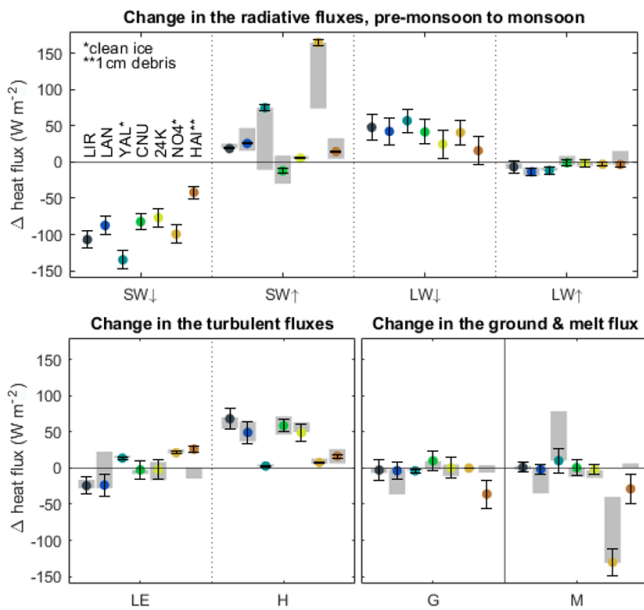 Change in the radiative fluxes, pre-monsoon to monsoon
*clean ice
**1cm debris
LIR
LAN
YAL*
CNU
24K
NO4*
HAI**
Δ heat flux (W m⁻²)
150
100
50
0
-50
-100
-150
SW↓ SW↑ LW↓ LW↑
Change in the turbulent fluxes
Change in the ground & melt flux
Δ heat flux (W m⁻²)
150
100
50
0
-50
-100
-150
LE H G M